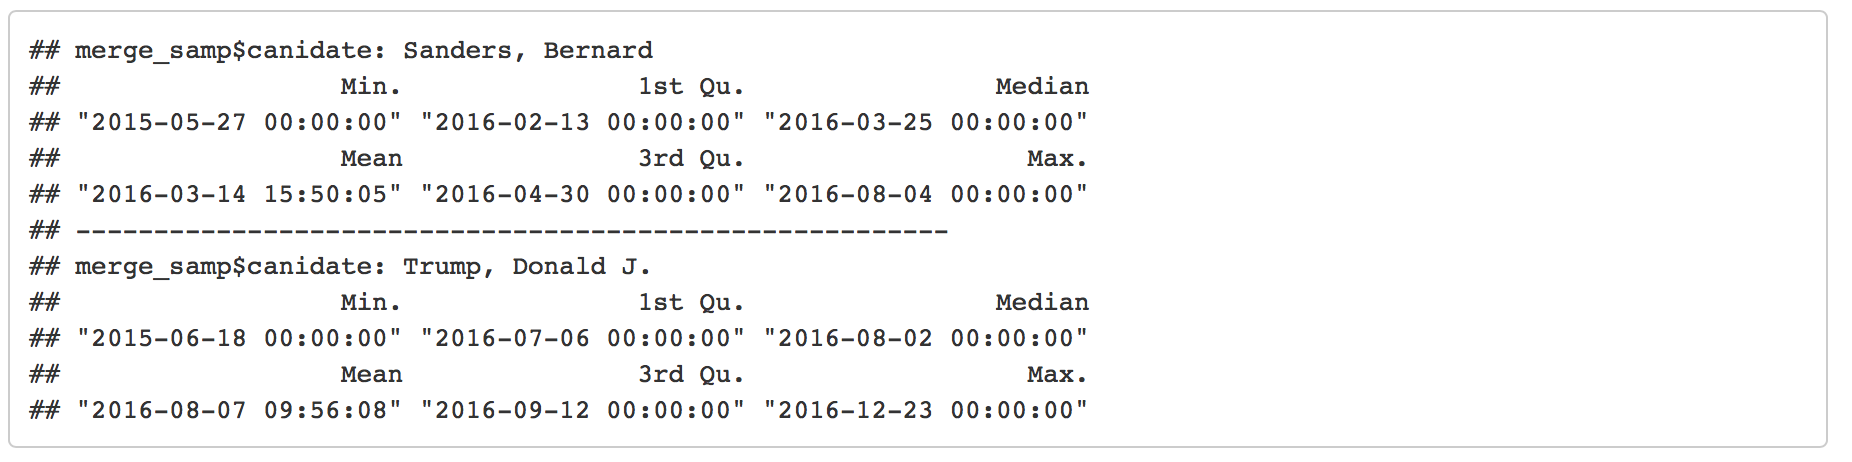 ## merge_samp$canidate: Sanders, Bernard
##                  Min.               1st Qu.                Median
## "2015-05-27 00:00:00" "2016-02-13 00:00:00" "2016-03-25 00:00:00"
##                  Mean               3rd Qu.                  Max.
## "2016-03-14 15:50:05" "2016-04-30 00:00:00" "2016-08-04 00:00:00"
## --------------------------------------------------------
## merge_samp$canidate: Trump, Donald J.
##                  Min.               1st Qu.                Median
## "2015-06-18 00:00:00" "2016-07-06 00:00:00" "2016-08-02 00:00:00"
##                  Mean               3rd Qu.                  Max.
## "2016-08-07 09:56:08" "2016-09-12 00:00:00" "2016-12-23 00:00:00"